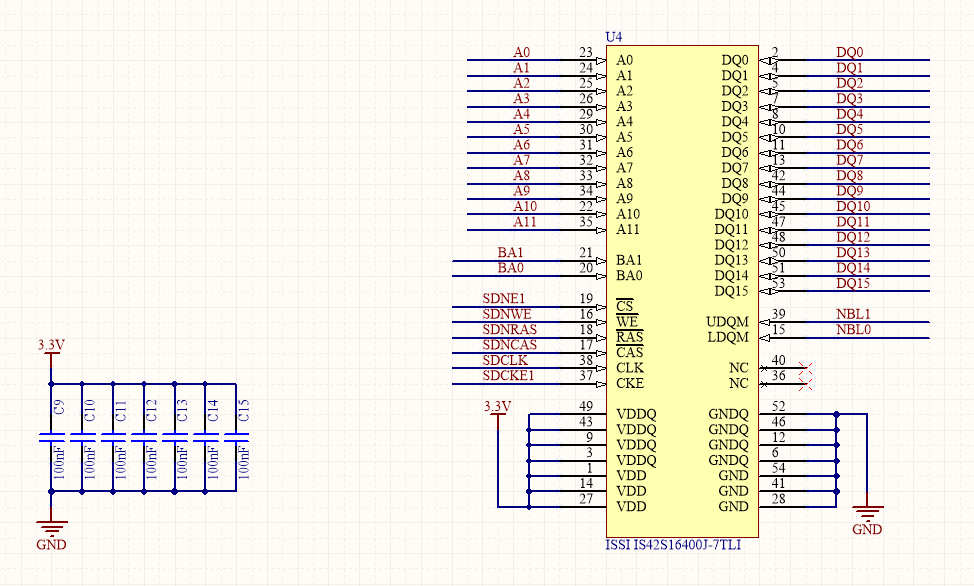 U4
A0 23 A0 DQ0 2 DQ0
A1 24 A1 DQ1 4 DQ1
A2 25 A2 DQ2 5 DQ2
A3 26 A3 DQ3 7 DQ3
A4 29 A4 DQ4 8 DQ4
A5 30 A5 DQ5 10 DQ5
A6 31 A6 DQ6 11 DQ6
A7 32 A7 DQ7 13 DQ7
A8 33 A8 DQ8 42 DQ8
A9 34 A9 DQ9 44 DQ9
A10 22 A10 DQ10 45 DQ10
A11 35 A11 DQ11 47 DQ11
DQ12 48 DQ12
BA1 21 BA1 DQ13 50 DQ13
BA0 20 BA0 DQ14 51 DQ14
DQ15 53 DQ15
SDNE1 19 CS
SDNWE 16 WE UDQM 39 NBL1
SDNRAS 18 RAS LDQM 15 NBL0
SDNCAS 17 CAS
SDCLK 38 CLK NC 40
SDCKE1 37 CKE NC 36
3.3V
49 VDDQ GNDQ 52
43 VDDQ GNDQ 46
9 VDDQ GNDQ 12
3 VDDQ GNDQ 6
1 VDD GND 54
14 VDD GND 41
27 VDD GND 28
GND
ISSI IS42S16400J-7TLI
3.3V
C9 C10 C11 C12 C13 C14 C15
100nF 100nF 100nF 100nF 100nF 100nF 100nF
GND